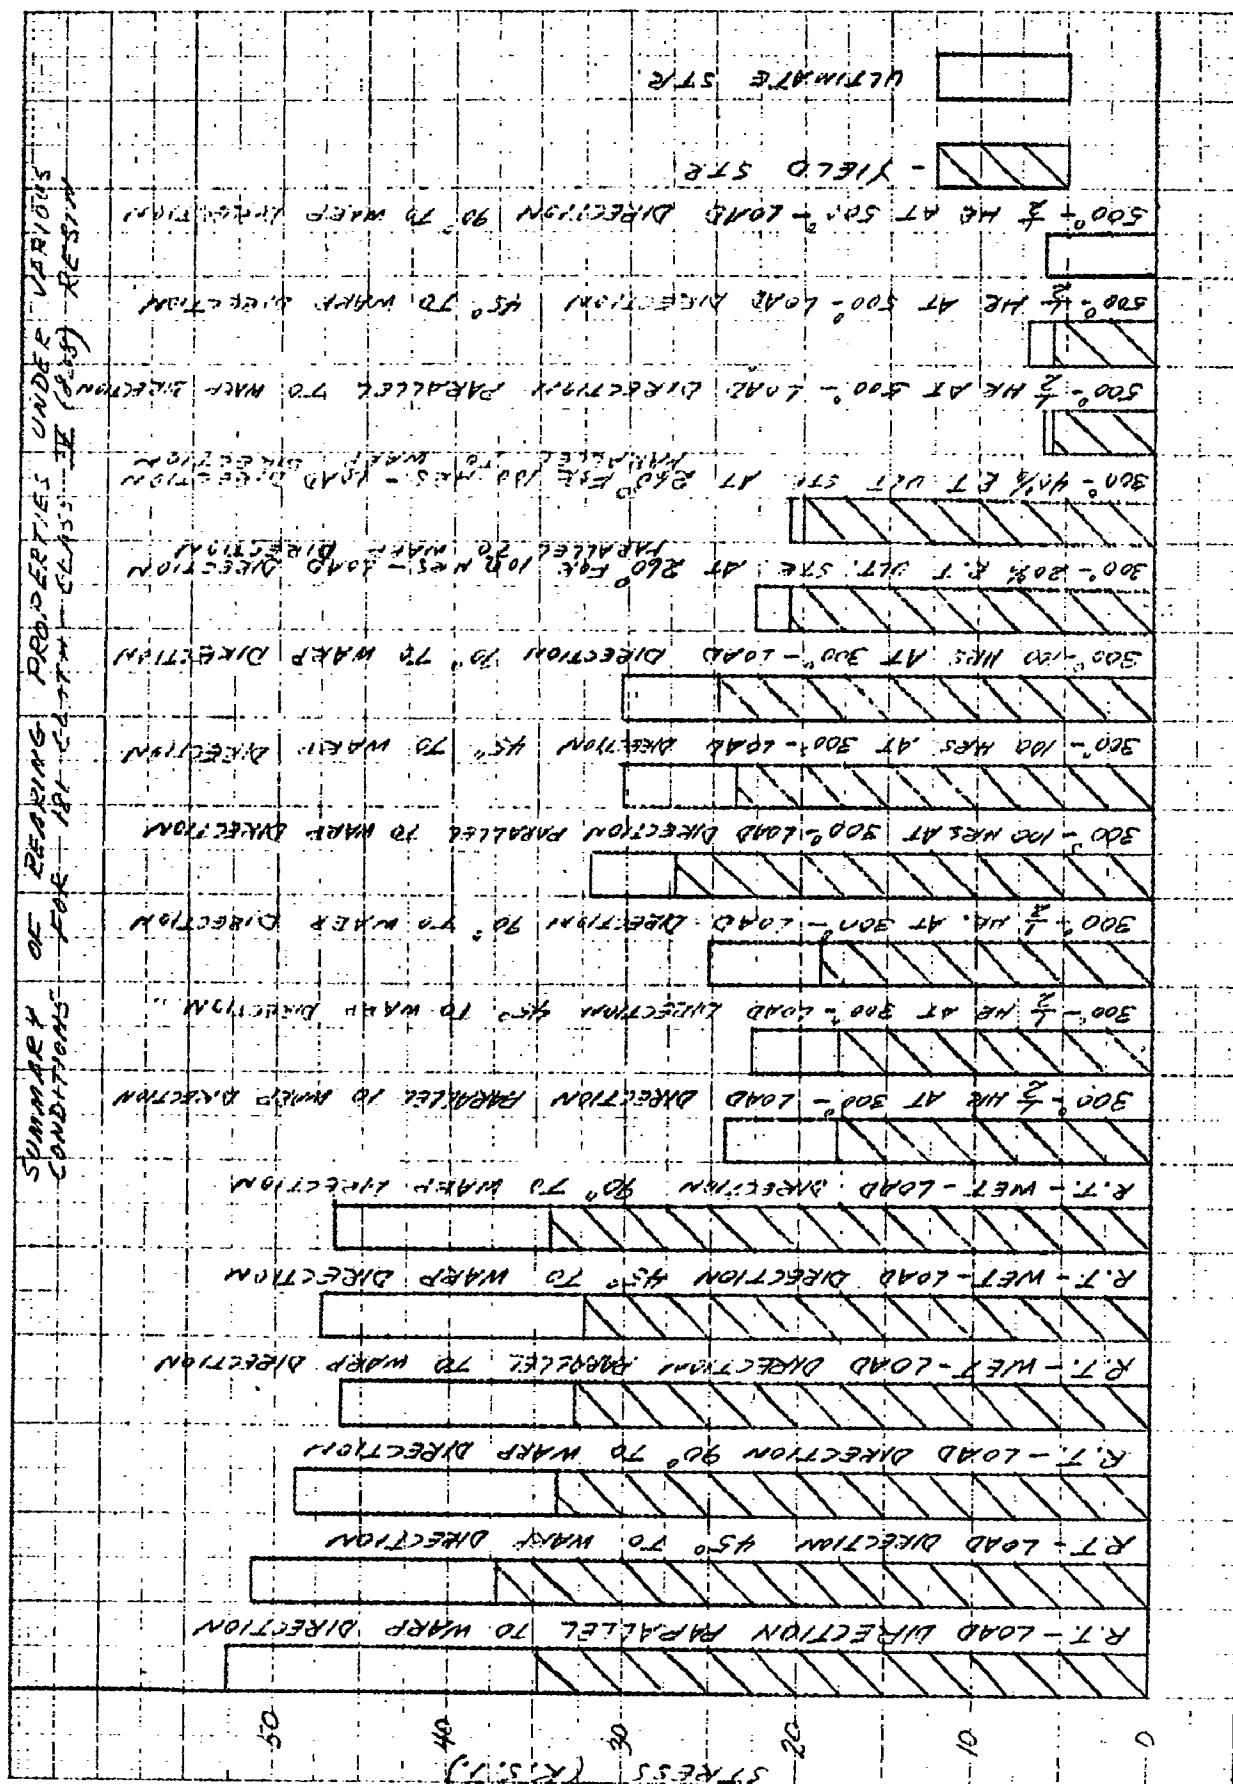 SUMMARY OF BEARING PROPERTIES UNDER VARIOUS
CONDITIONS FOR 181 CLOTH - CLASS IV RESIN
STRESS (K.S.I.)
0 10 20 30 40 50
R.T. - LOAD DIRECTION PARALLEL TO WARP DIRECTION
R.T. - LOAD DIRECTION 45° TO WARP DIRECTION
R.T. - LOAD DIRECTION 90° TO WARP DIRECTION
R.T. - WET - LOAD DIRECTION PARALLEL TO WARP DIRECTION
R.T. - WET - LOAD DIRECTION 45° TO WARP DIRECTION
R.T. - WET - LOAD DIRECTION 90° TO WARP DIRECTION
300° - 1/2 HR AT 300° - LOAD DIRECTION PARALLEL TO WARP DIRECTION
300° - 1/2 HR AT 300° - LOAD DIRECTION 45° TO WARP DIRECTION
300° - 1/2 HR. AT 300° - LOAD DIRECTION 90° TO WARP DIRECTION
300° - 100 HRS AT 300° - LOAD DIRECTION PARALLEL TO WARP DIRECTION
300° - 100 HRS AT 300° - LOAD DIRECTION 45° TO WARP DIRECTION
300° - 100 HRS AT 300° - LOAD DIRECTION 90° TO WARP DIRECTION
300° - 20% R.T. ULT. STR. AT 260° FOR 100 HRS - LOAD DIRECTION
PARALLEL TO WARP DIRECTION
300° - 40% R.T. ULT STR. AT 260° FOR 100 HRS - LOAD DIRECTION
PARALLEL TO WARP DIRECTION
500° - 1/2 HR AT 500° - LOAD DIRECTION PARALLEL TO WARP DIRECTION
500° - 1/2 HR AT 500° - LOAD DIRECTION 45° TO WARP DIRECTION
500° - 1/2 HR AT 500° - LOAD DIRECTION 90° TO WARP DIRECTION
- YIELD STR
ULTIMATE STR